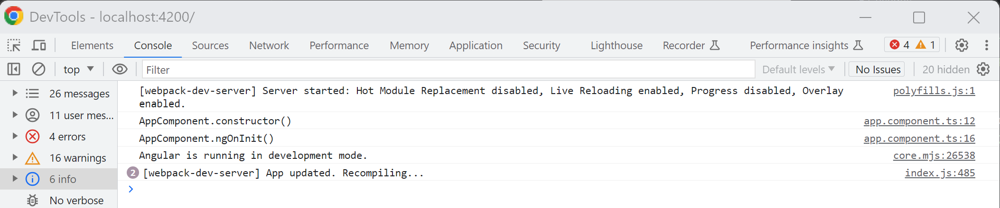 DevTools - localhost:4200/
Elements Console Sources Network Performance Memory Application Security Lighthouse Recorder Performance insights 4 1
top Filter Default levels No Issues 20 hidden
26 messages
11 user mes...
4 errors
16 warnings
6 info
No verbose
[webpack-dev-server] Server started: Hot Module Replacement disabled, Live Reloading enabled, Progress disabled, Overlay polyfills.js:1
enabled.
AppComponent.constructor() app.component.ts:12
AppComponent.ngOnInit() app.component.ts:16
Angular is running in development mode. core.mjs:26538
2 [webpack-dev-server] App updated. Recompiling... index.js:485